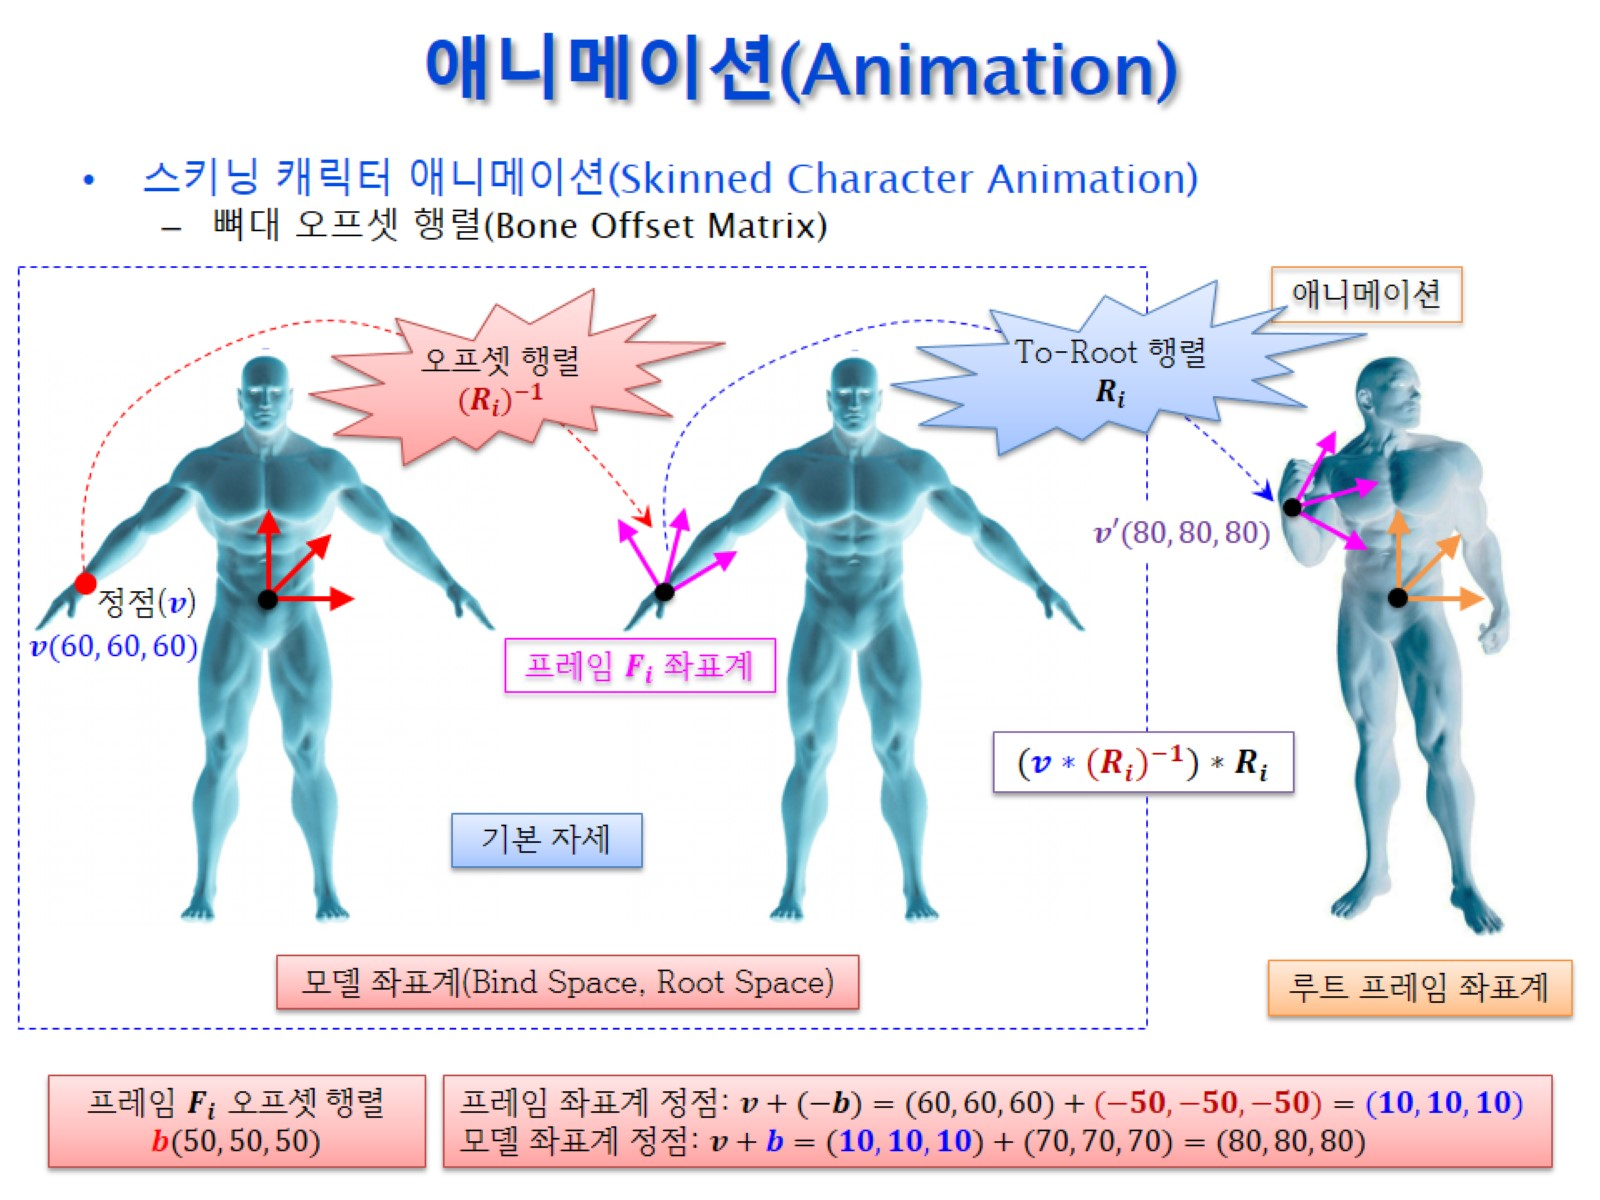 애니메이션(Animation)
• 스키닝 캐릭터 애니메이션(Skinned Character Animation)
– 뼈대 오프셋 행렬(Bone Offset Matrix)
오프셋 행렬
(Rᵢ)⁻¹
To-Root 행렬
Rᵢ
애니메이션
정점(v)
v(60, 60, 60)
프레임 Fᵢ 좌표계
v′(80, 80, 80)
(v * (Rᵢ)⁻¹) * Rᵢ
기본 자세
모델 좌표계(Bind Space, Root Space)
루트 프레임 좌표계
프레임 Fᵢ 오프셋 행렬
b(50, 50, 50)
프레임 좌표계 정점: v + (−b) = (60, 60, 60) + (−50, −50, −50) = (10, 10, 10)
모델 좌표계 정점: v + b = (10, 10, 10) + (70, 70, 70) = (80, 80, 80)